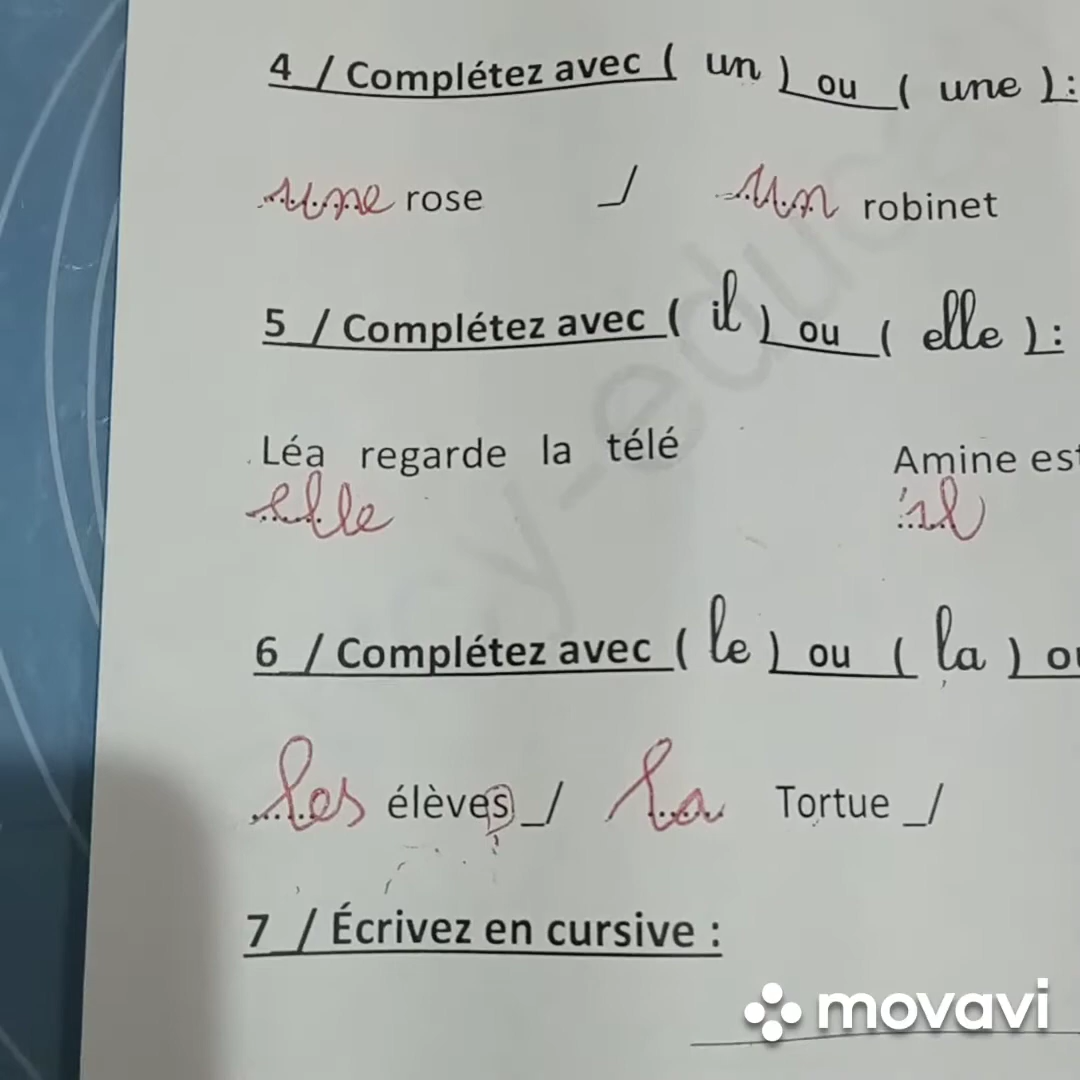 4 / Complétez avec ( un ) ou ( une ) :
une rose _/ un robinet
5 / Complétez avec ( il ) ou ( elle ) :
Léa regarde la télé Amine est
elle il
6 / Complétez avec ( le ) ou ( la ) ou
les élèves _/ la Tortue _/
7 / Écrivez en cursive :
movavi